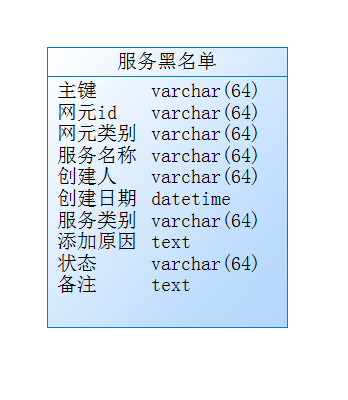 服务黑名单
主键 varchar(64)
网元id varchar(64)
网元类别 varchar(64)
服务名称 varchar(64)
创建人 varchar(64)
创建日期 datetime
服务类别 varchar(64)
添加原因 text
状态 varchar(64)
备注 text